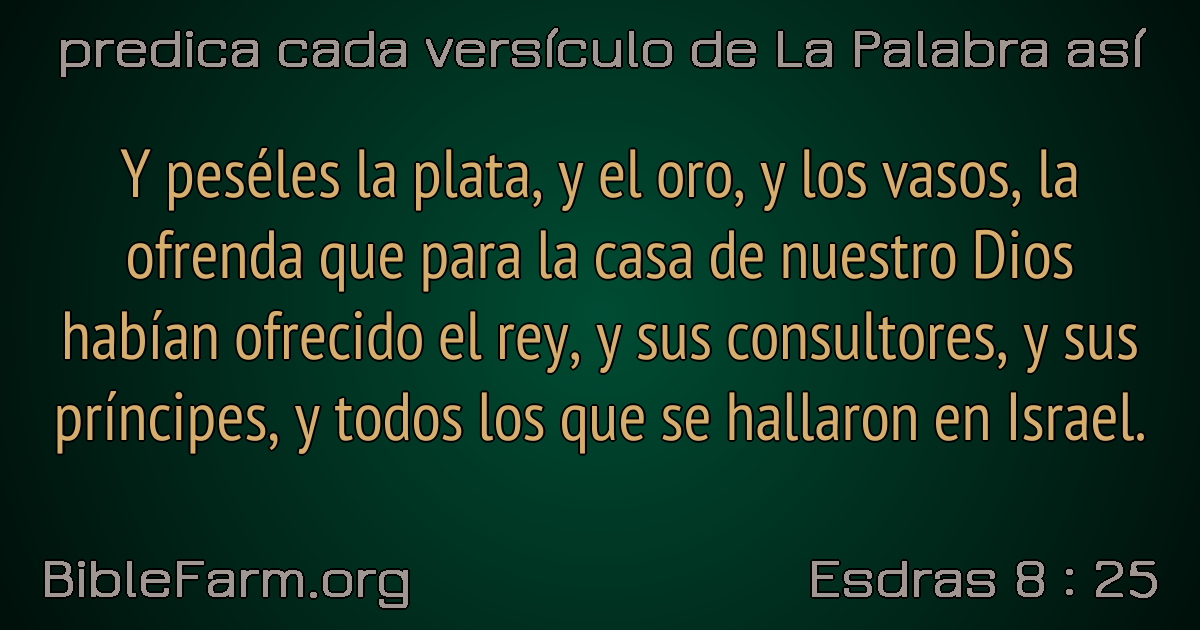 predica cada versículo de La Palabra así
Y peséles la plata, y el oro, y los vasos, la
ofrenda que para la casa de nuestro Dios
habían ofrecido el rey, y sus consultores, y sus
príncipes, y todos los que se hallaron en Israel.
BibleFarm.org
Esdras 8 : 25